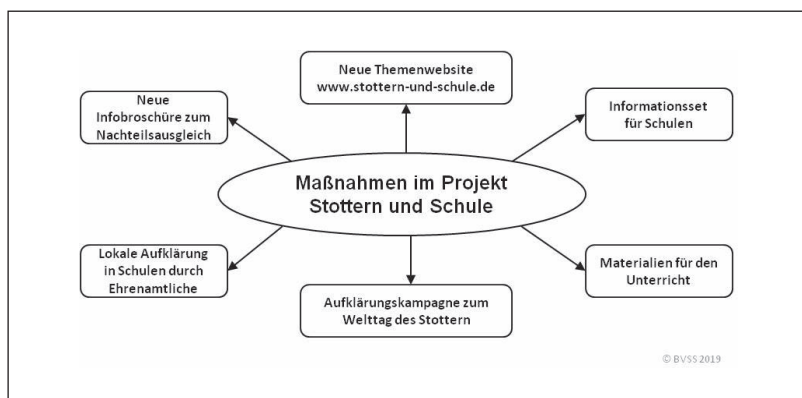 Neue Themenwebsite
www.stottern-und-schule.de
Neue
Infobroschüre zum
Nachteilsausgleich
Informationsset
für Schulen
Maßnahmen im Projekt
Stottern und Schule
Lokale Aufklärung
in Schulen durch
Ehrenamtliche
Aufklärungskampagne zum
Welttag des Stottern
Materialien für den
Unterricht
© BVSS 2019